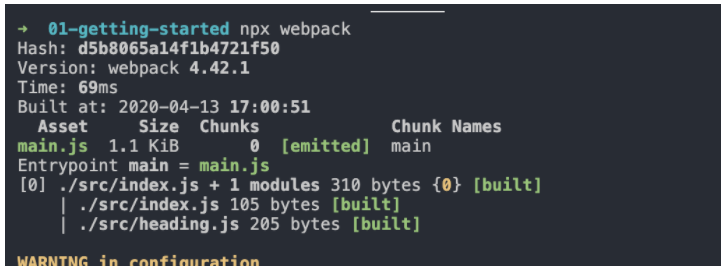 → 01-getting-started npx webpack
Hash: d5b8065a14f1b4721f50
Version: webpack 4.42.1
Time: 69ms
Built at: 2020-04-13 17:00:51
Asset Size Chunks Chunk Names
main.js 1.1 KiB 0 [emitted] main
Entrypoint main = main.js
[0] ./src/index.js + 1 modules 310 bytes {0} [built]
| ./src/index.js 105 bytes [built]
| ./src/heading.js 205 bytes [built]
WARNING in configuration